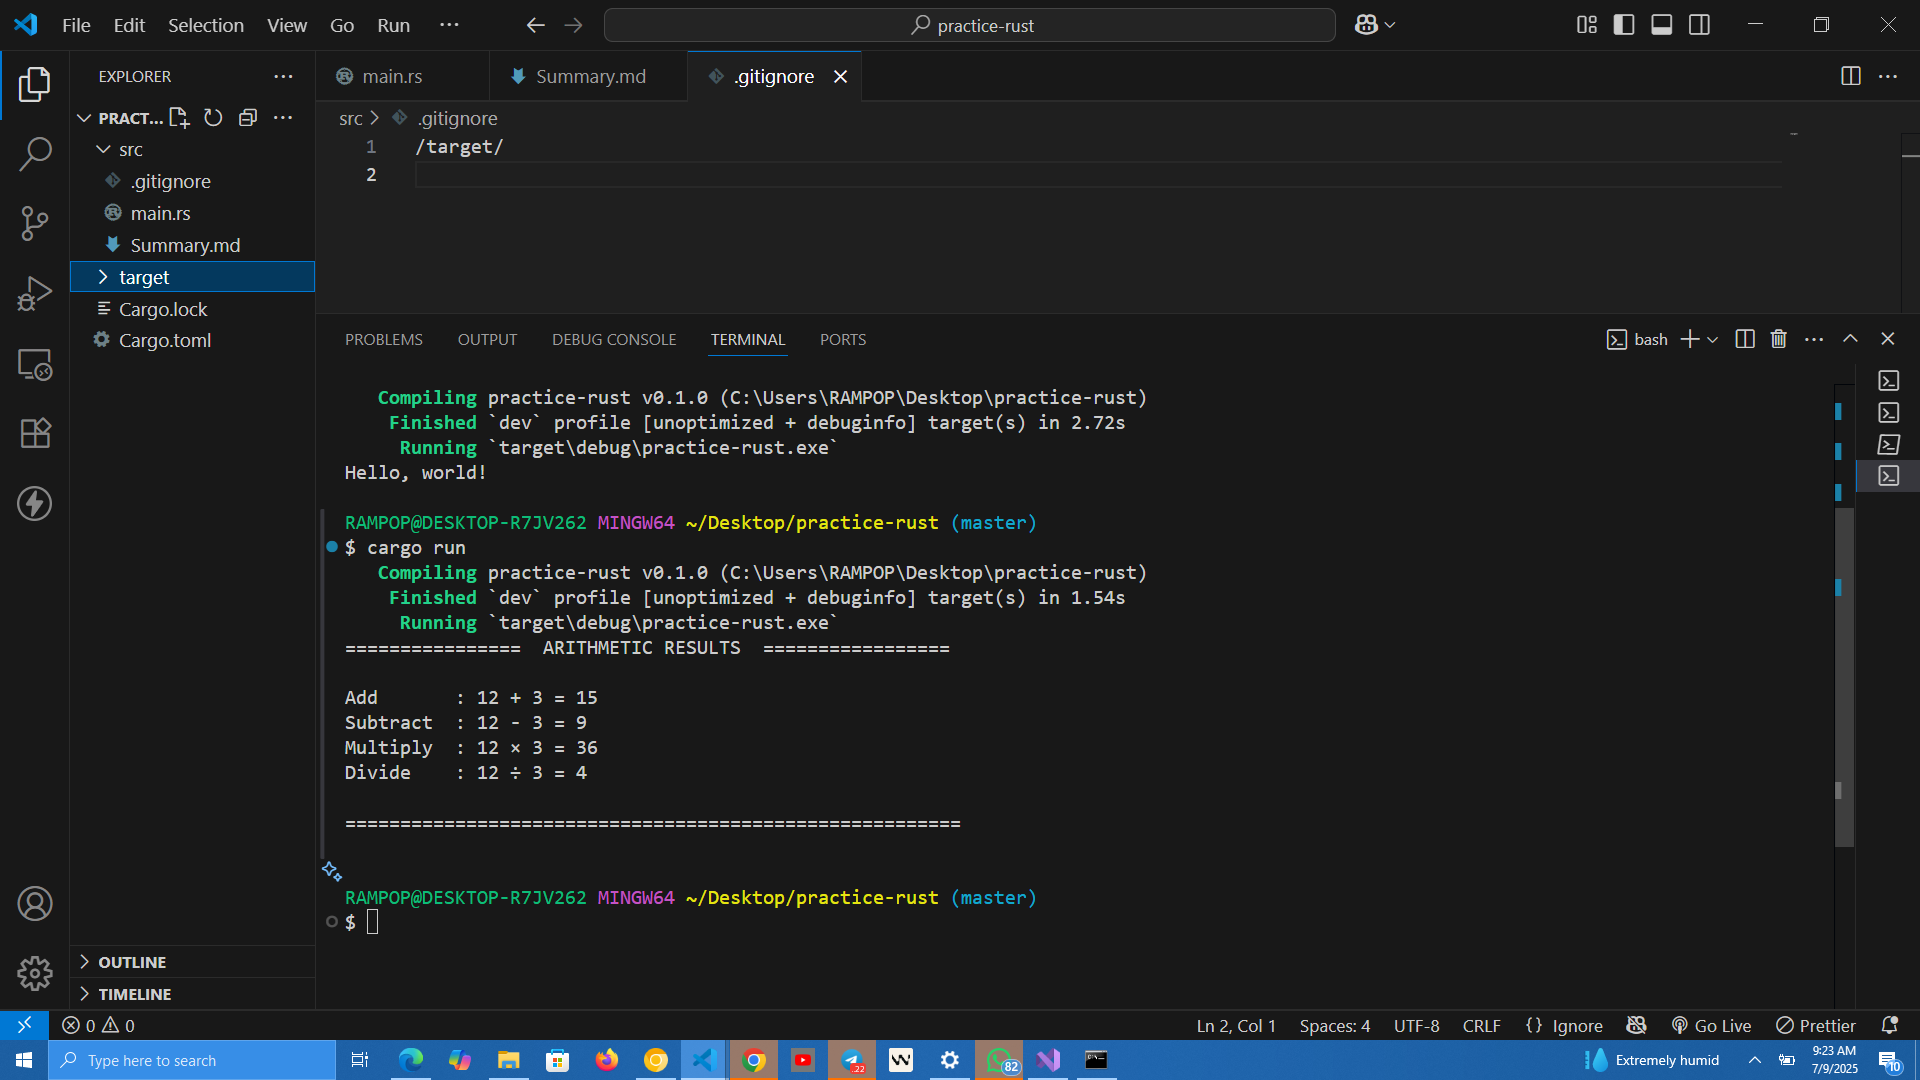 File Edit Selection View Go Run ···
practice-rust
EXPLORER
PRACT...
src
.gitignore
main.rs
Summary.md
target
Cargo.lock
Cargo.toml
OUTLINE
TIMELINE
main.rs
Summary.md
.gitignore
src > .gitignore
1 /target/
2
PROBLEMS OUTPUT DEBUG CONSOLE TERMINAL PORTS
bash
Compiling practice-rust v0.1.0 (C:\Users\RAMPOP\Desktop\practice-rust)
Finished `dev` profile [unoptimized + debuginfo] target(s) in 2.72s
Running `target\debug\practice-rust.exe`
Hello, world!
RAMPOP@DESKTOP-R7JV262 MINGW64 ~/Desktop/practice-rust (master)
$ cargo run
Compiling practice-rust v0.1.0 (C:\Users\RAMPOP\Desktop\practice-rust)
Finished `dev` profile [unoptimized + debuginfo] target(s) in 1.54s
Running `target\debug\practice-rust.exe`
================  ARITHMETIC RESULTS  =================
Add       : 12 + 3 = 15
Subtract  : 12 - 3 = 9
Multiply  : 12 × 3 = 36
Divide    : 12 ÷ 3 = 4
========================================================
RAMPOP@DESKTOP-R7JV262 MINGW64 ~/Desktop/practice-rust (master)
$
0 0
Ln 2, Col 1 Spaces: 4 UTF-8 CRLF { } Ignore Go Live Prettier
Type here to search
22
82
Extremely humid
9:23 AM
7/9/2025
10